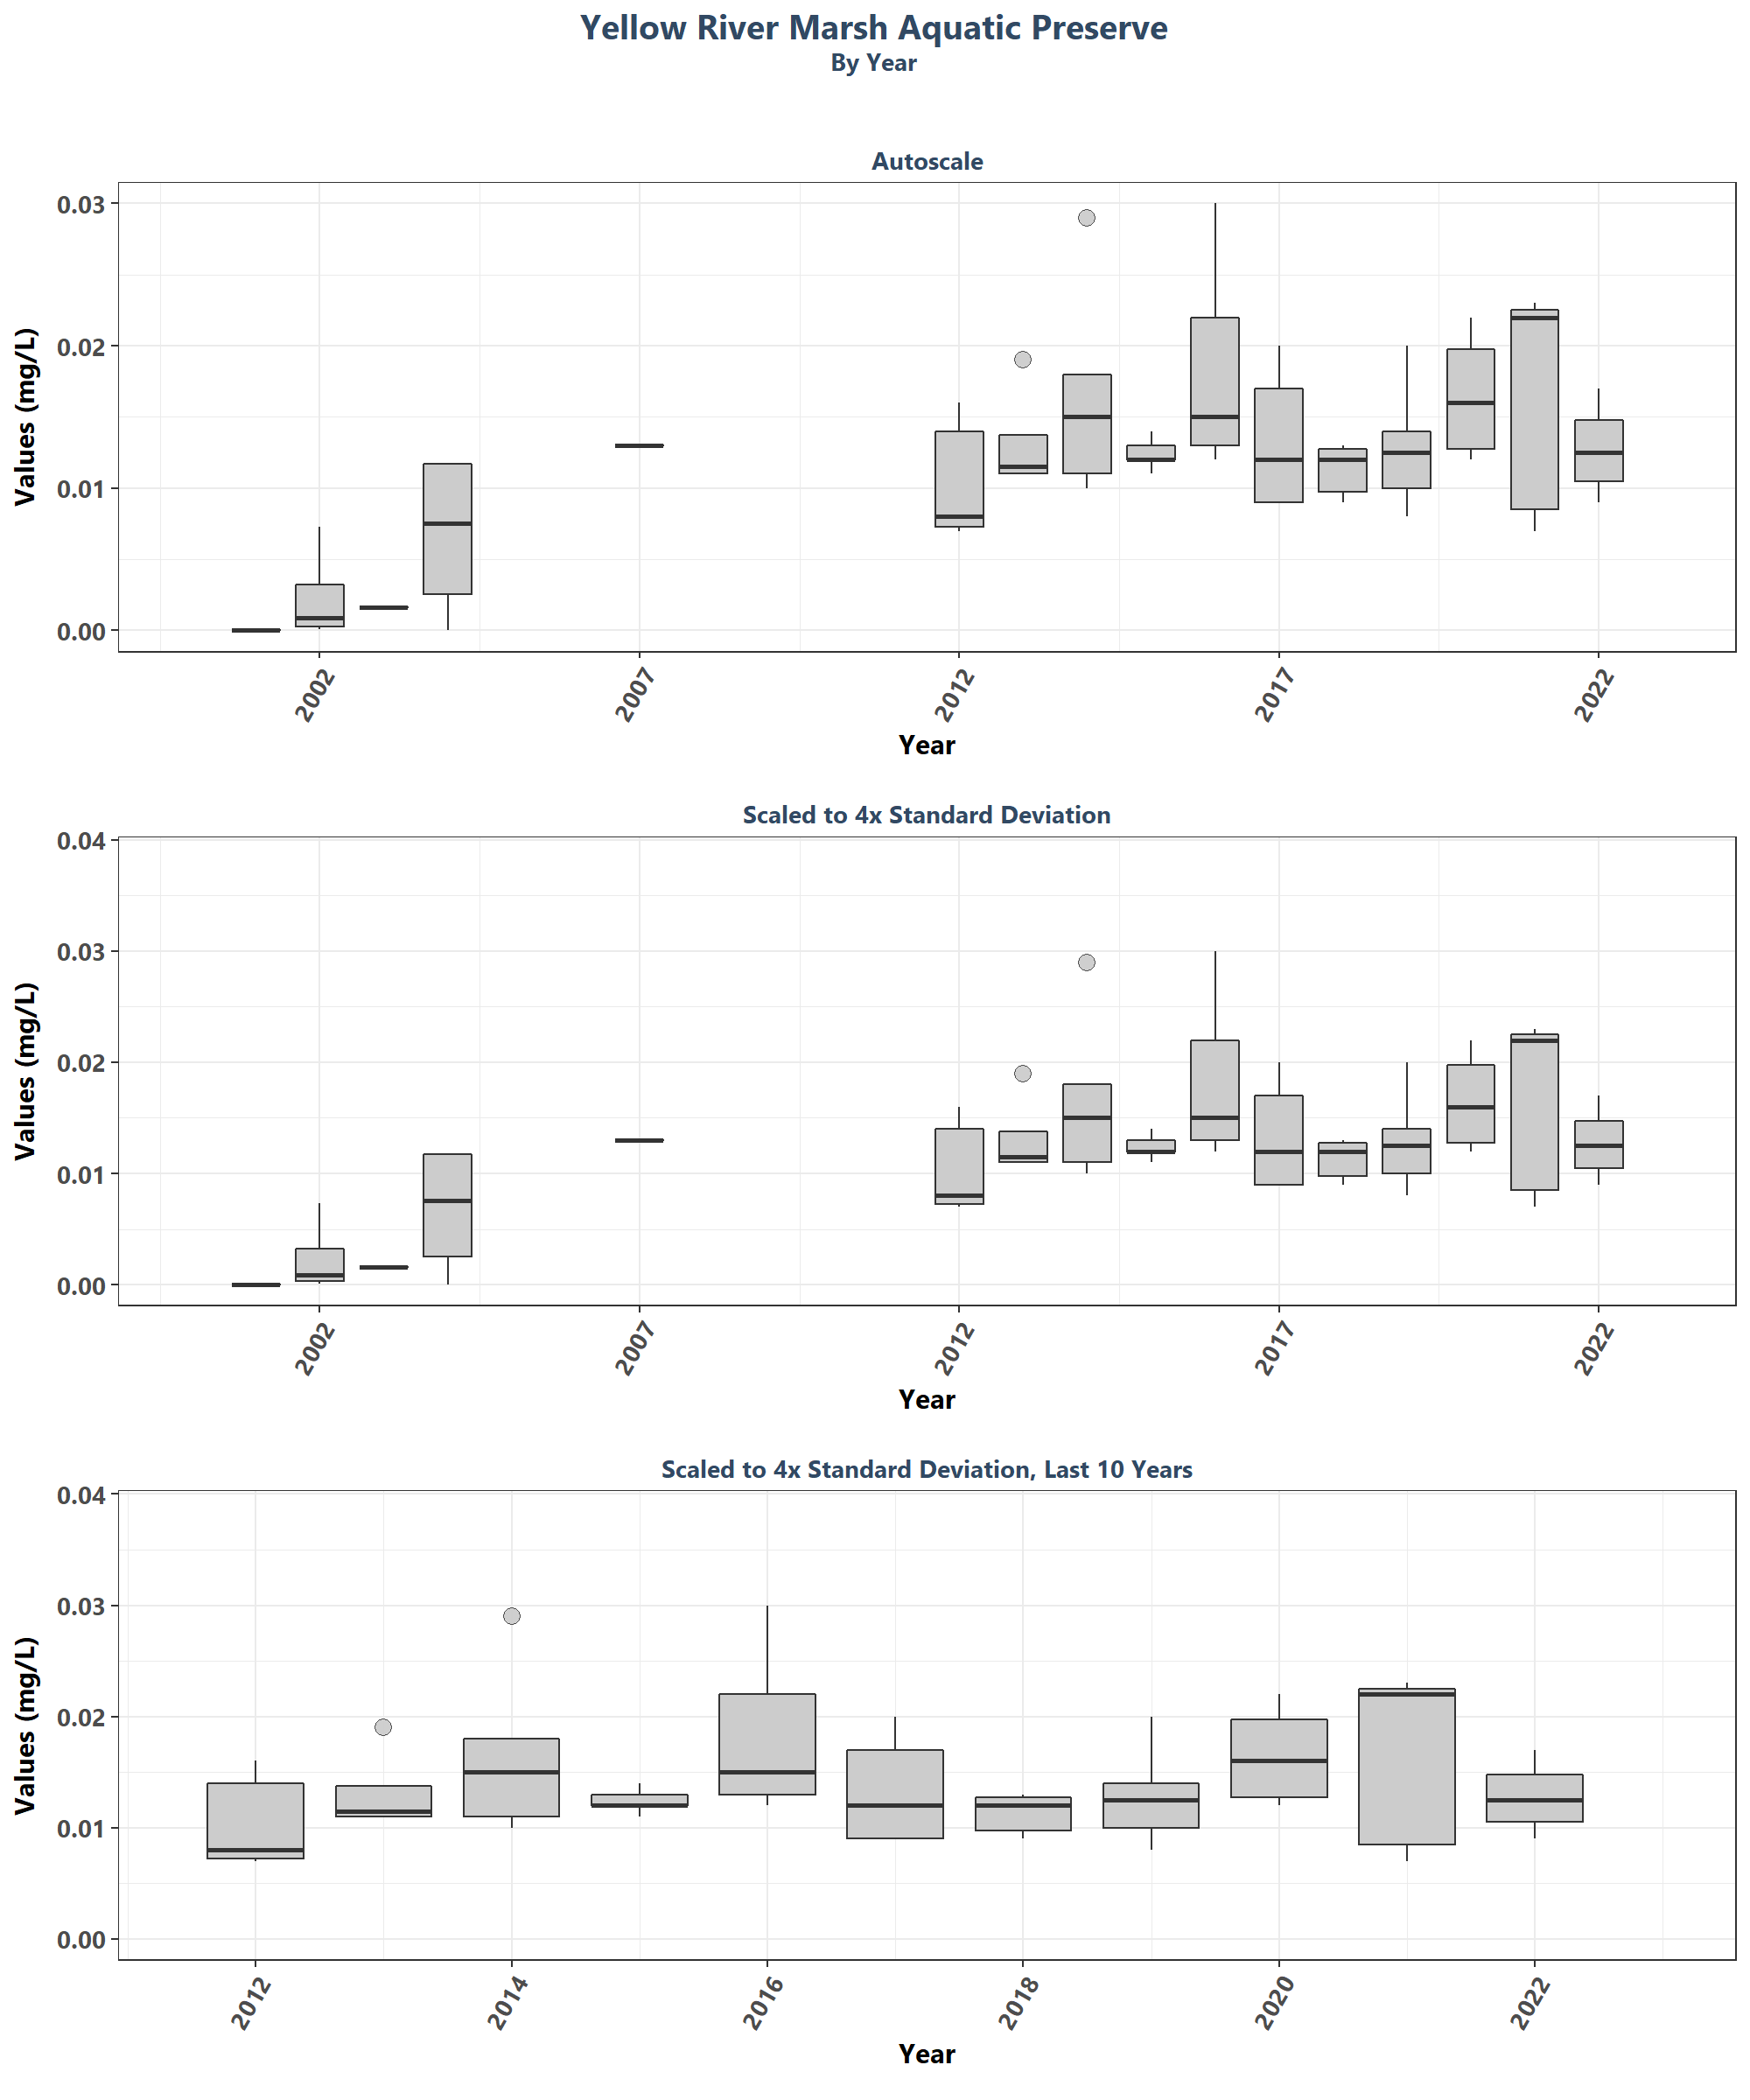 Yellow River Marsh Aquatic Preserve
By Year
Autoscale
Values (mg/L)
0.03
0.02
0.01
0.00
2002
2007
2012
2017
2022
Year
Scaled to 4x Standard Deviation
Values (mg/L)
0.04
0.03
0.02
0.01
0.00
2002
2007
2012
2017
2022
Year
Scaled to 4x Standard Deviation, Last 10 Years
Values (mg/L)
0.04
0.03
0.02
0.01
0.00
2012
2014
2016
2018
2020
2022
Year